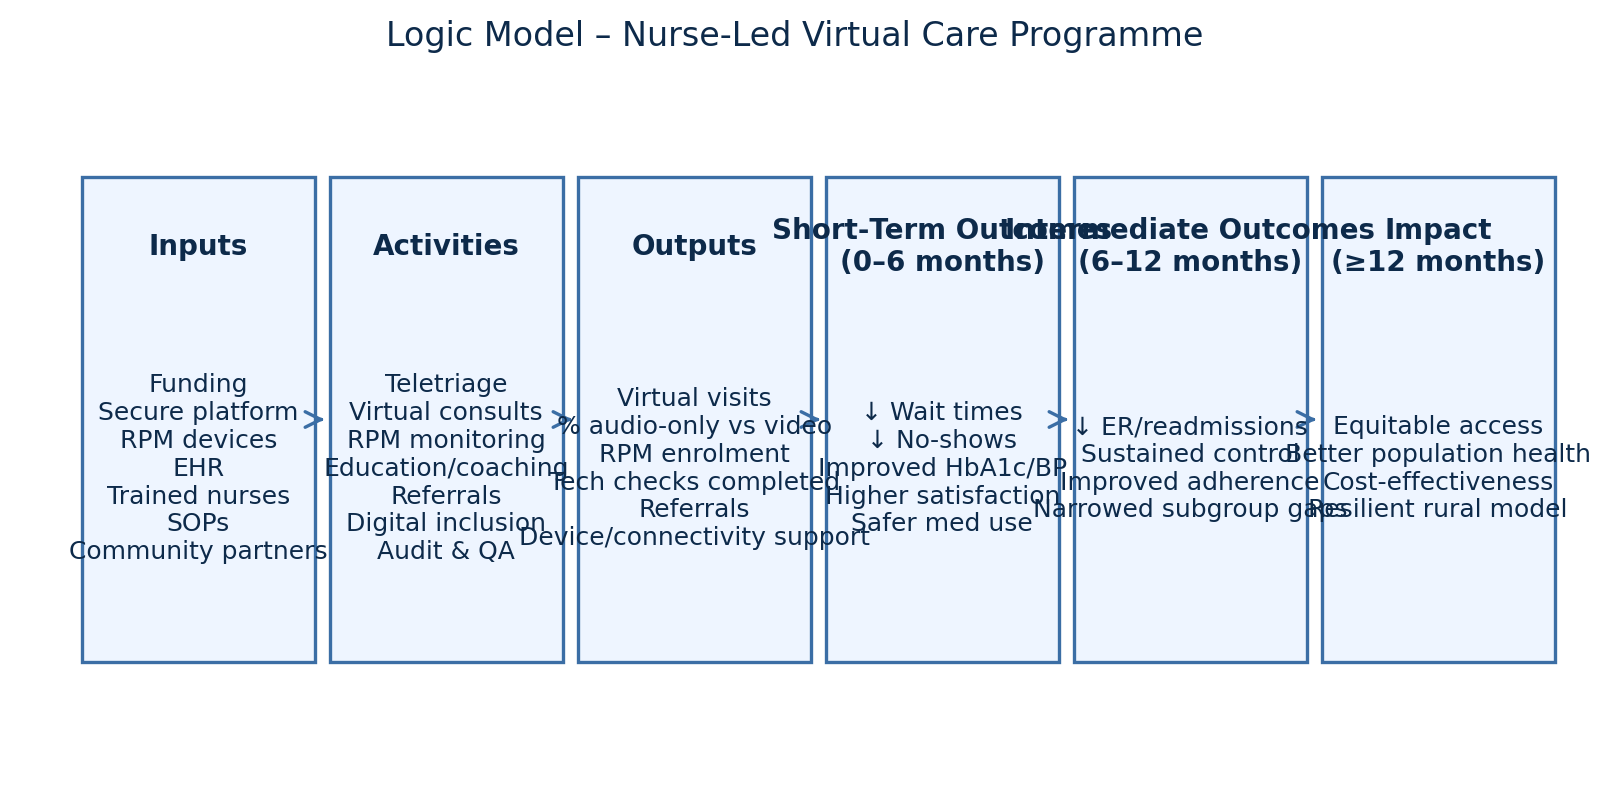 Logic Model – Nurse-Led Virtual Care Programme
Inputs
Funding
Secure platform
RPM devices
EHR
Trained nurses
SOPs
Community partners
Activities
Teletriage
Virtual consults
RPM monitoring
Education/coaching
Referrals
Digital inclusion
Audit & QA
Outputs
Virtual visits
% audio-only vs video
RPM enrolment
Tech checks completed
Referrals
Device/connectivity support
Short-Term Outcomes
(0–6 months)
↓ Wait times
↓ No-shows
Improved HbA1c/BP
Higher satisfaction
Safer med use
Intermediate Outcomes
(6–12 months)
↓ ER/readmissions
Sustained control
Improved adherence
Narrowed subgroup gaps
Impact
(≥12 months)
Equitable access
Better population health
Cost-effectiveness
Resilient rural model